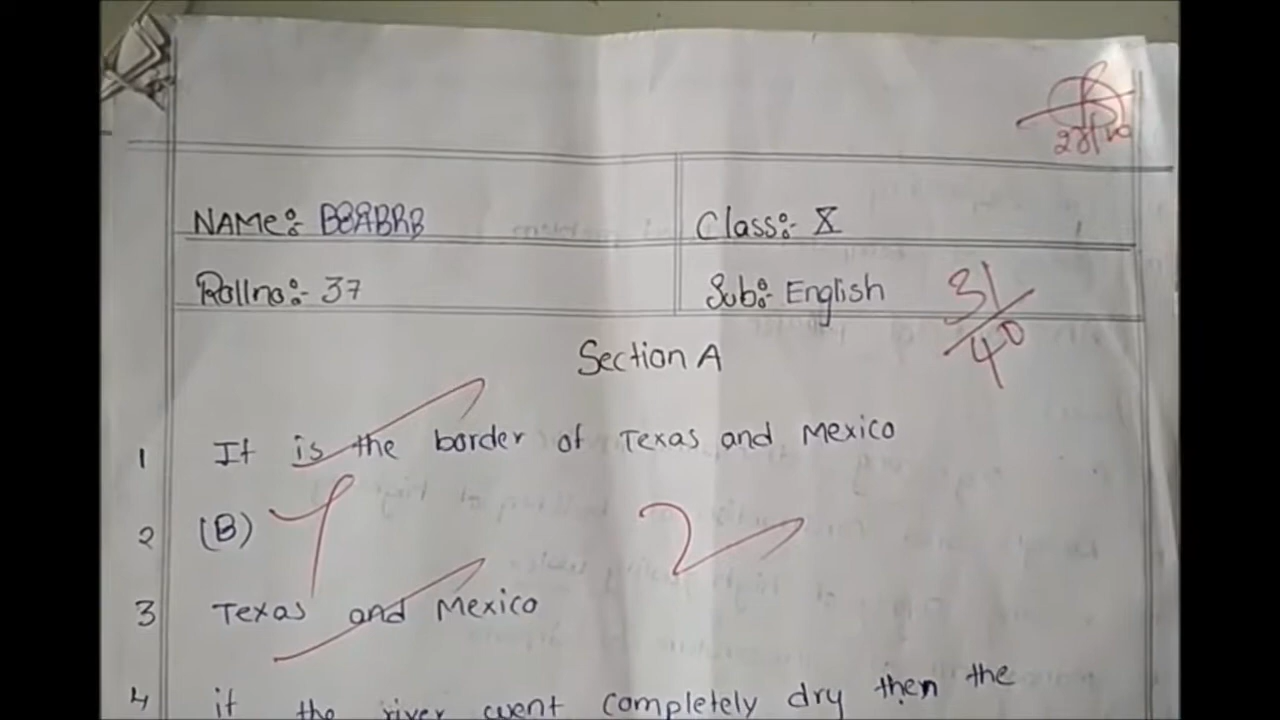 28/10
NAME:- Class:- X
Rollno:- 37 Sub:- English
31/40
Section A
1 It is the border of Texas and Mexico
2 (B)
2
3 Texas and Mexico
4 if the river went completely dry then the